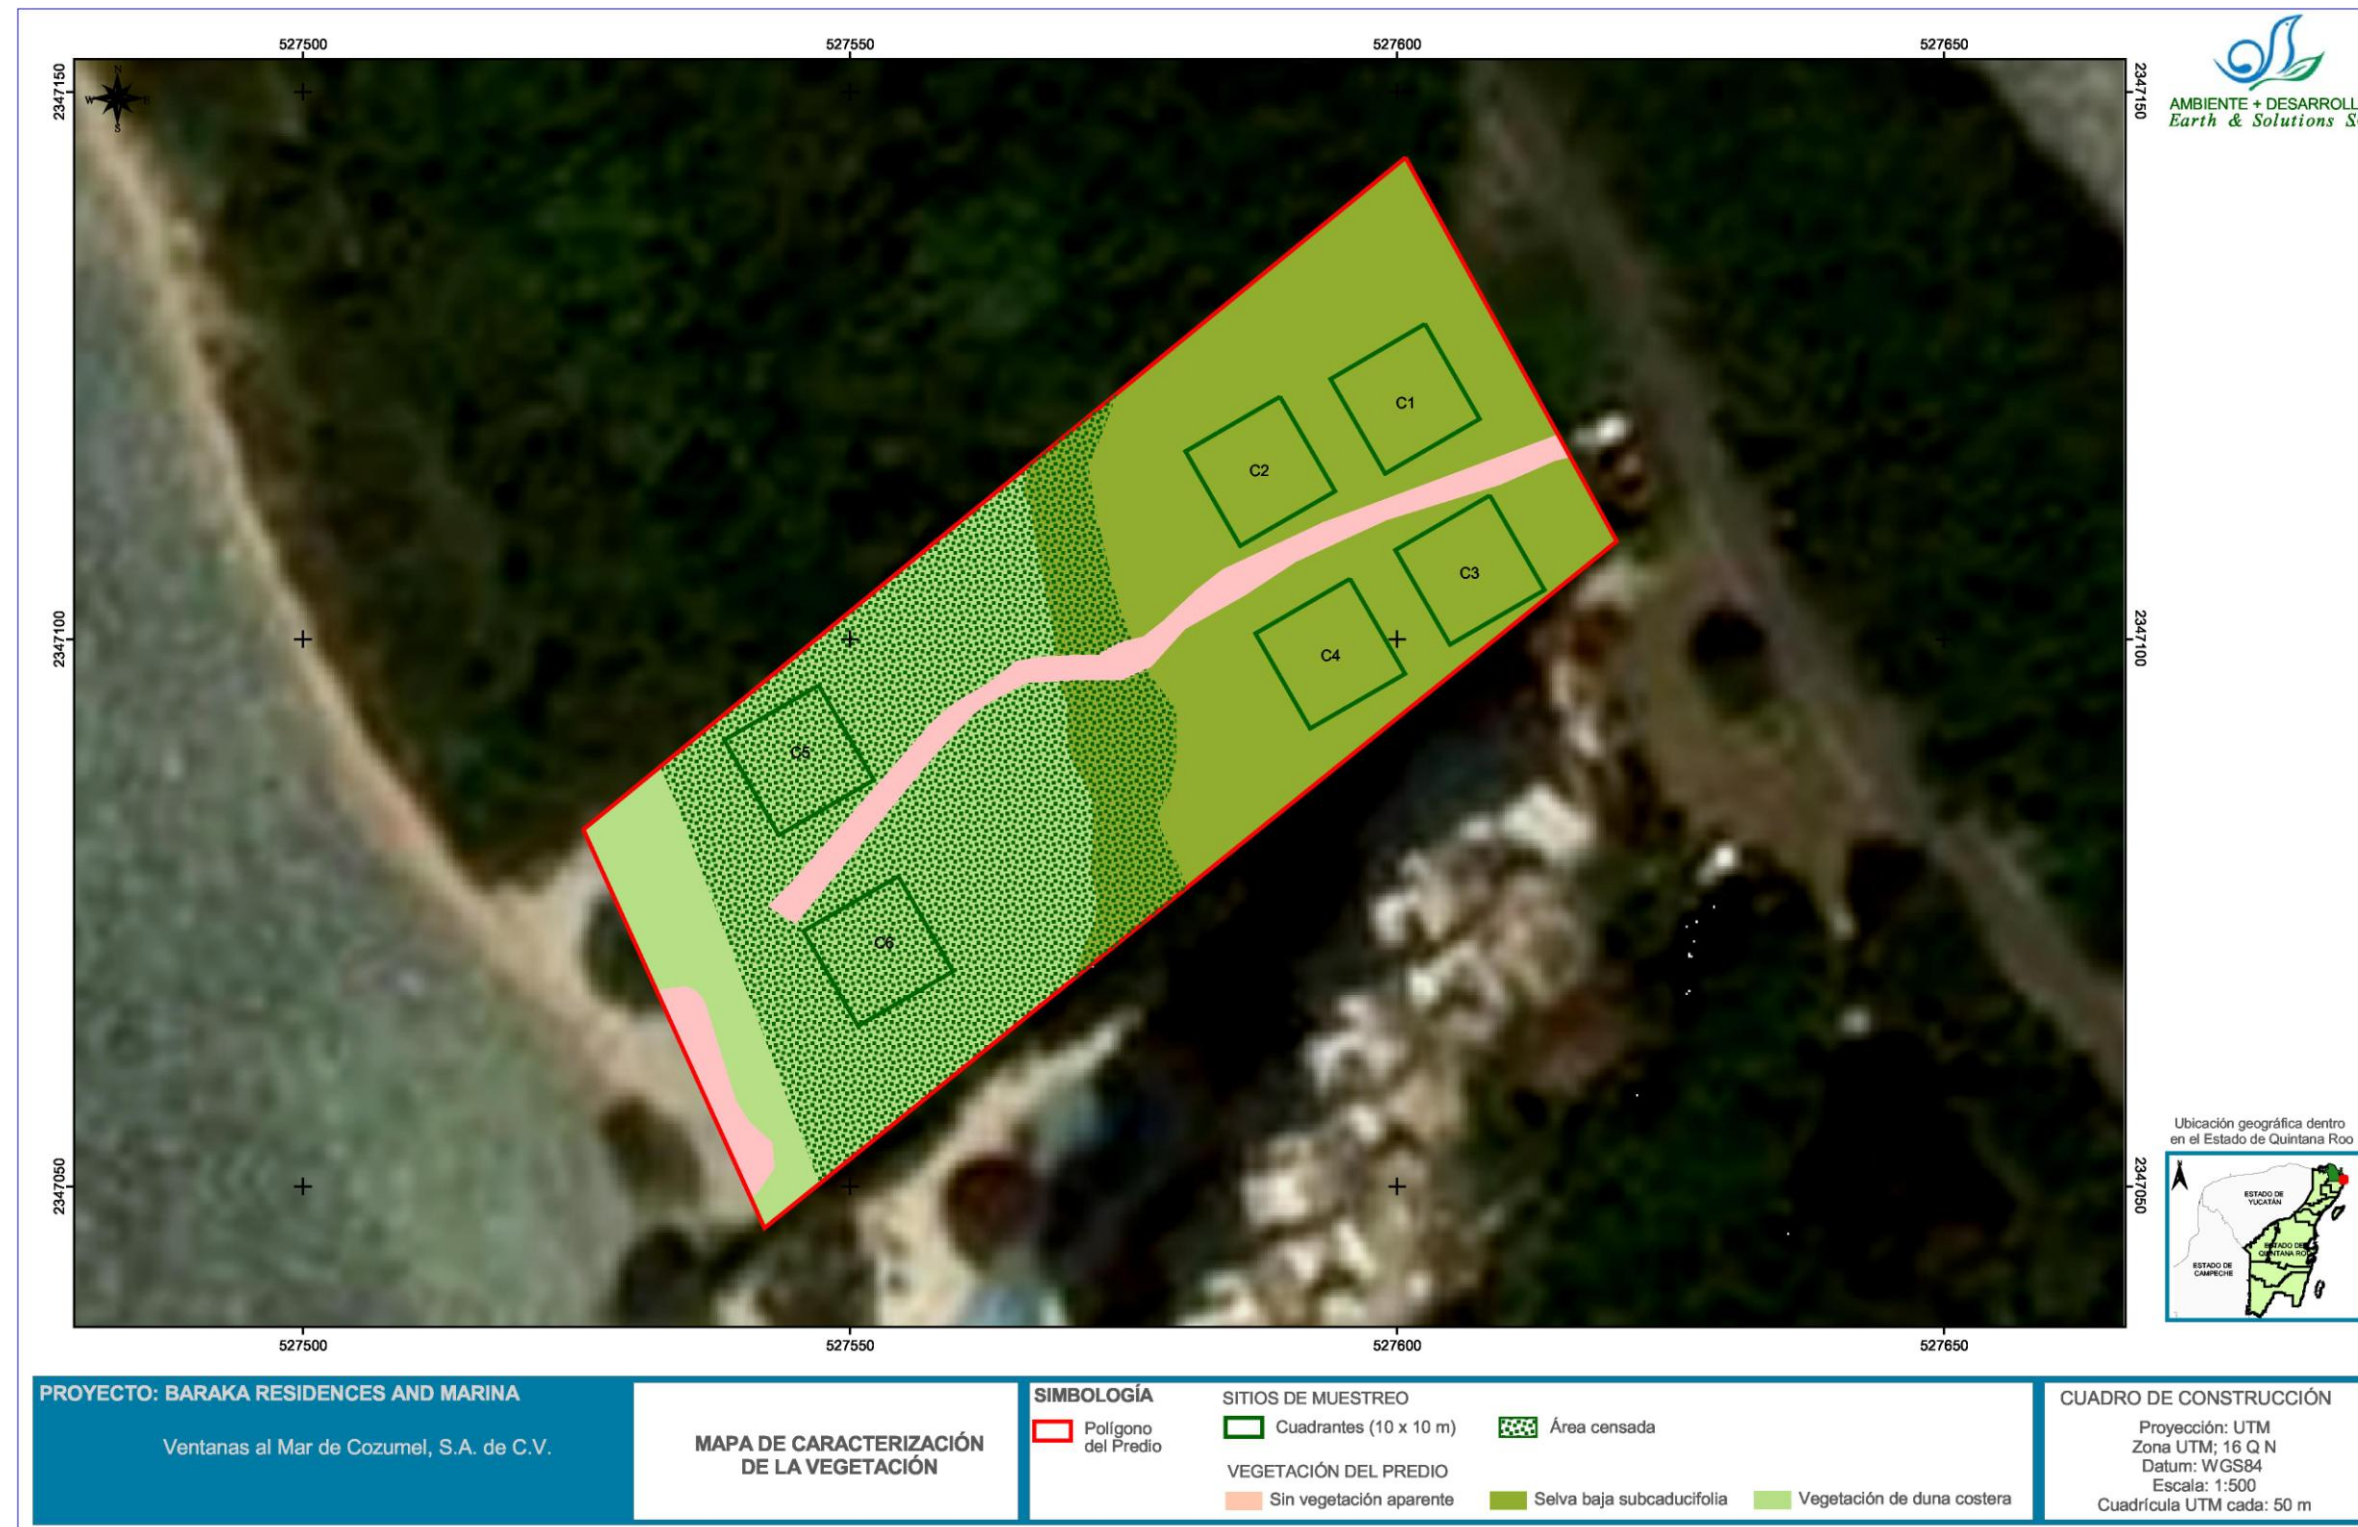 527500
527550
527600
527650
2347150
2347150
N
W
E
S
AMBIENTE + DESARROLL
Earth & Solutions S
C1
C2
C3
C4
C5
C6
2347100
2347100
2347050
2347050
527500
527550
527600
527650
Ubicación geográfica dentro
en el Estado de Quintana Roo
N
ESTADO DE
YUCATÁN
ESTADO DE
QUINTANA ROO
ESTADO DE
CAMPECHE
PROYECTO: BARAKA RESIDENCES AND MARINA
Ventanas al Mar de Cozumel, S.A. de C.V.
MAPA DE CARACTERIZACIÓN
DE LA VEGETACIÓN
SIMBOLOGÍA
Polígono
del Predio
SITIOS DE MUESTREO
Cuadrantes (10 x 10 m)
Área censada
VEGETACIÓN DEL PREDIO
Sin vegetación aparente
Selva baja subcaducifolia
Vegetación de duna costera
CUADRO DE CONSTRUCCIÓN
Proyección: UTM
Zona UTM; 16 Q N
Datum: WGS84
Escala: 1:500
Cuadrícula UTM cada: 50 m